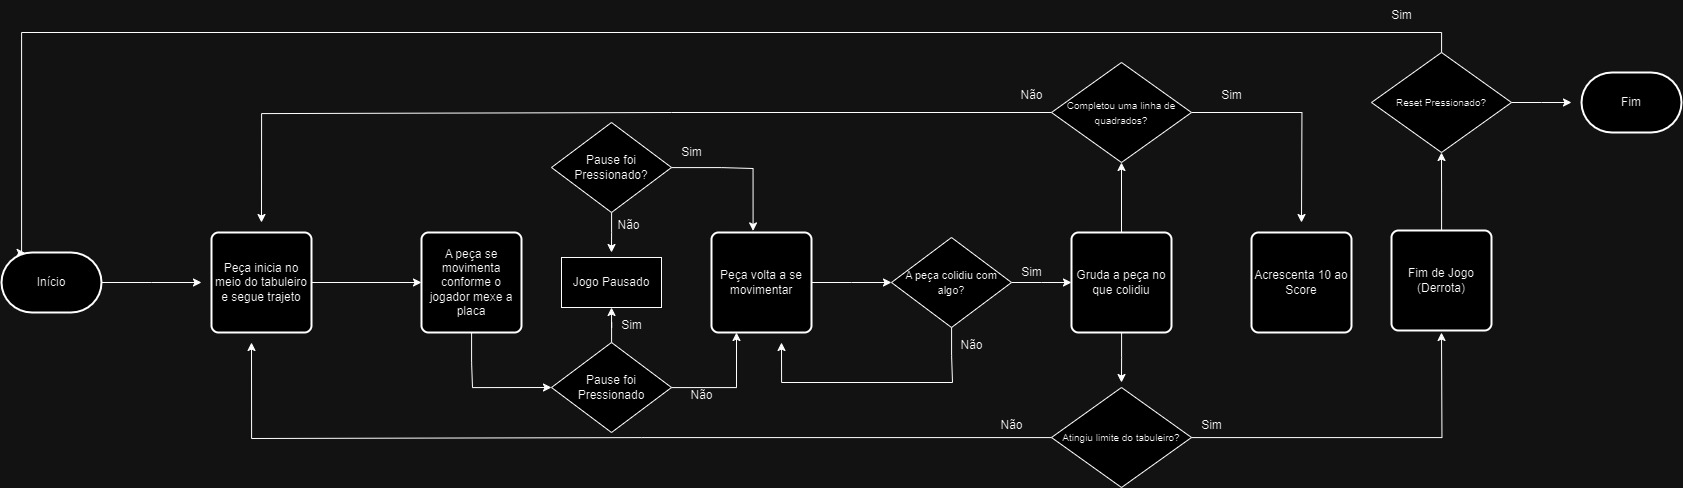 Sim
Reset Pressionado?
Fim
Não
Completou uma linha de
quadrados?
Sim
Pause foi
Pressionado?
Sim
Não
Início
Peça inicia no
meio do tabuleiro
e segue trajeto
A peça se
movimenta
conforme o
jogador mexe a
placa
Jogo Pausado
Sim
Pause foi
Pressionado
Não
Peça volta a se
movimentar
A peça colidiu com
algo?
Sim
Não
Gruda a peça no
que colidiu
Acrescenta 10 ao
Score
Fim de Jogo
(Derrota)
Não
Atingiu limite do tabuleiro?
Sim